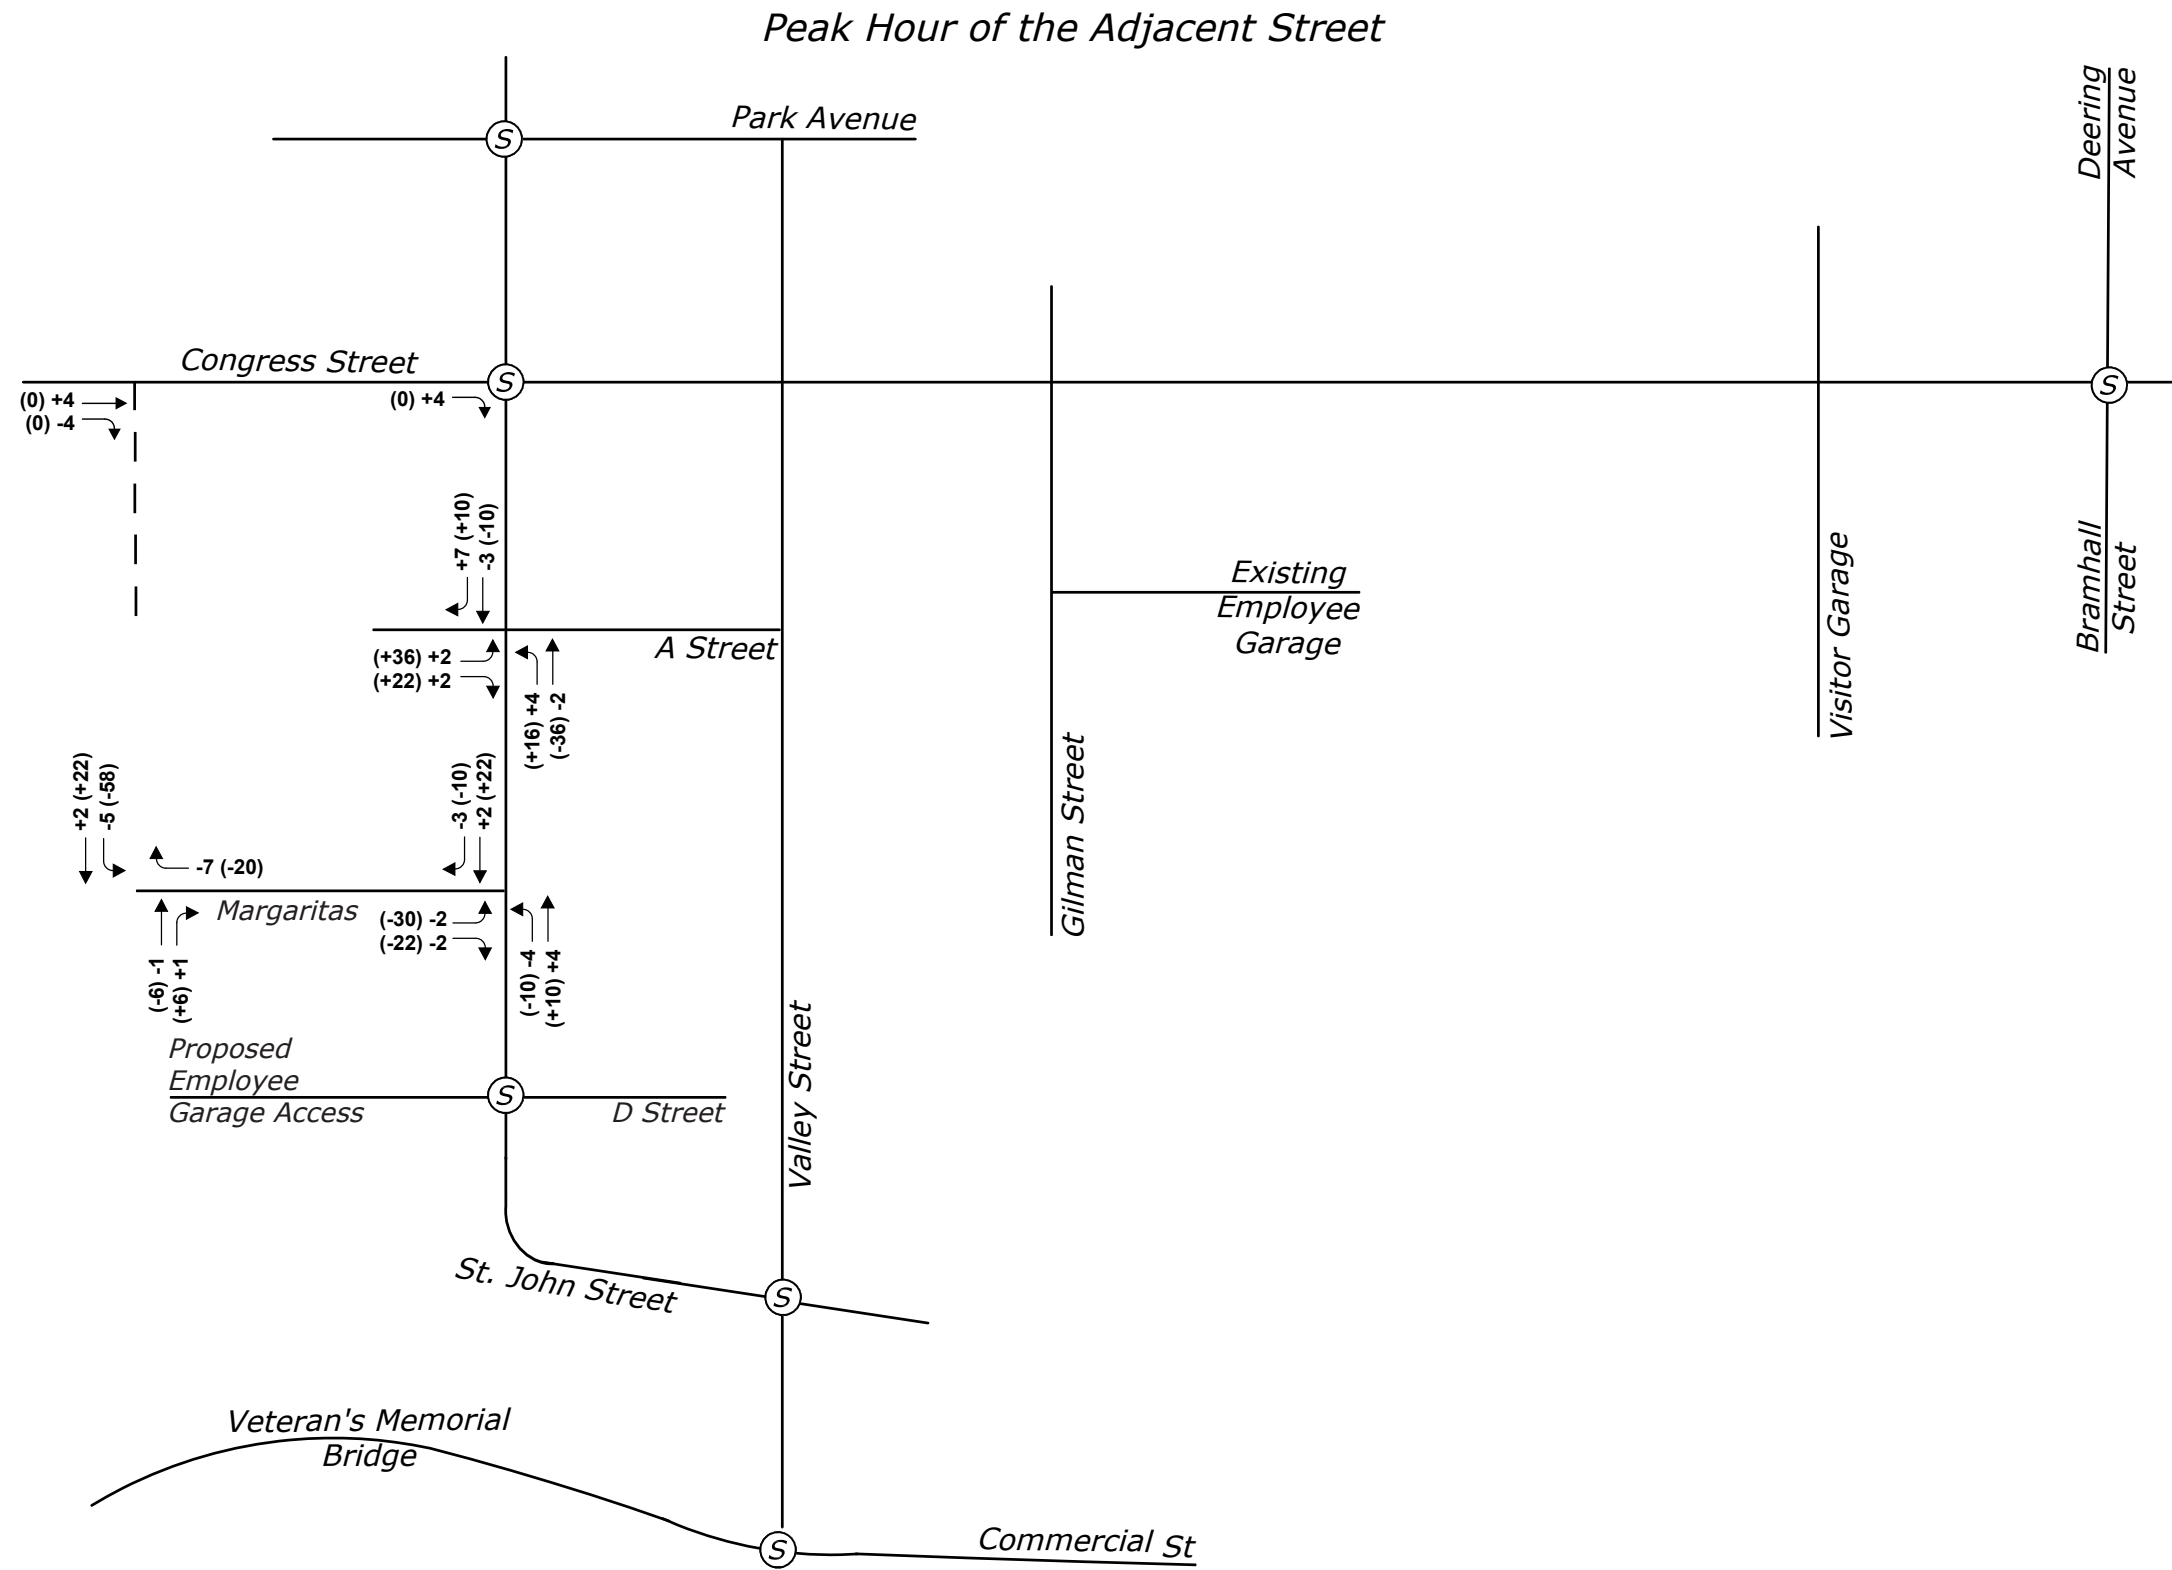 Peak Hour of the Adjacent Street
Deering
Avenue
Park Avenue
S
Congress Street
S
S
(0) +4
(0) -4
(0) +4
+7 (+10)
-3 (-10)
Existing
Employee
Garage
Visitor Garage
Bramhall
Street
A Street
(+36) +2
(+22) +2
(+16) +4
(-36) -2
+2 (+22)
-5 (-58)
-3 (-10)
+2 (+22)
Gilman Street
-7 (-20)
Margaritas
(-30) -2
(-22) -2
(-6) -1
(+6) +1
(-10) -4
(+10) +4
Valley Street
Proposed
Employee
Garage Access
S
D Street
St. John Street
S
Veteran's Memorial
Bridge
S
Commercial St